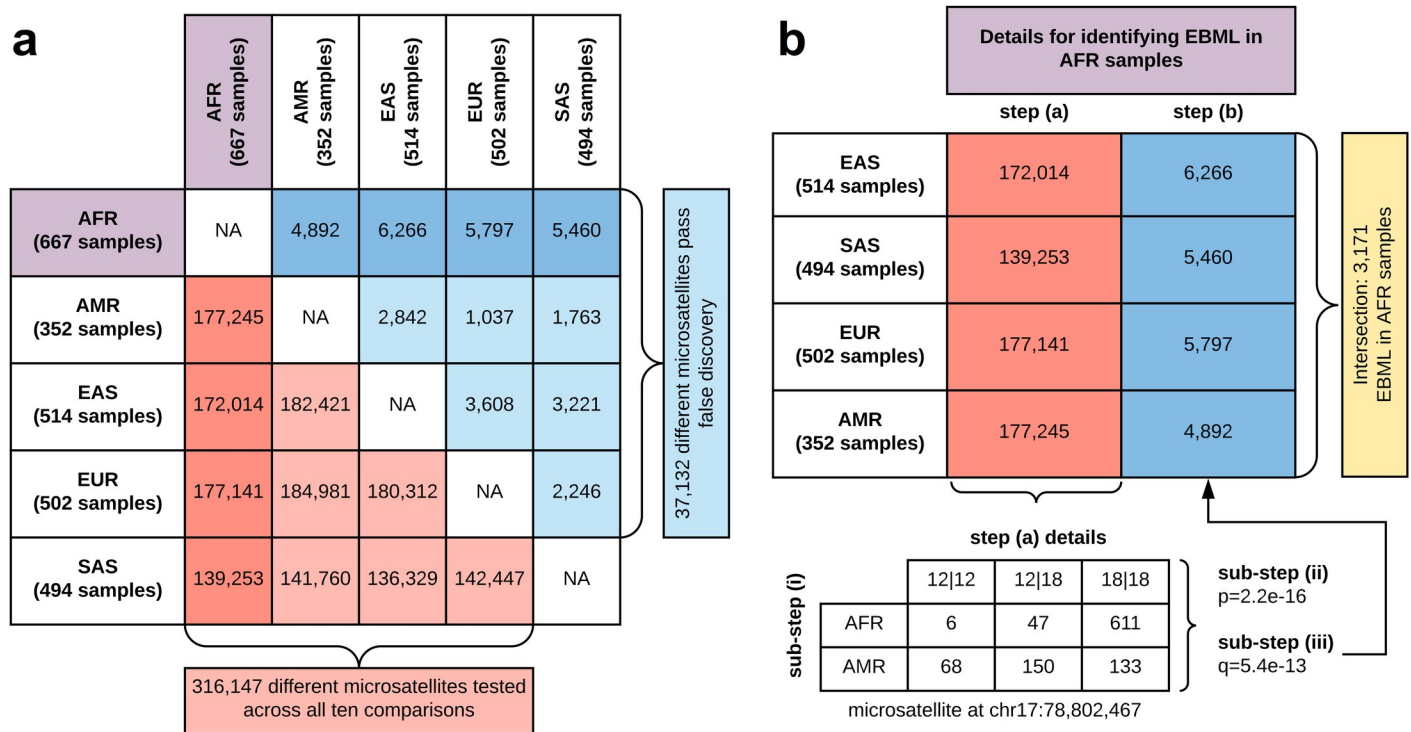 a
AFR
(667 samples)
AMR
(352 samples)
EAS
(514 samples)
EUR
(502 samples)
SAS
(494 samples)
AFR
(667 samples)
NA
4,892
6,266
5,797
5,460
AMR
(352 samples)
177,245
NA
2,842
1,037
1,763
EAS
(514 samples)
172,014
182,421
NA
3,608
3,221
EUR
(502 samples)
177,141
184,981
180,312
NA
2,246
SAS
(494 samples)
139,253
141,760
136,329
142,447
NA
37,132 different microsatellites pass
false discovery
316,147 different microsatellites tested
across all ten comparisons
b
Details for identifying EBML in
AFR samples
step (a)
step (b)
EAS
(514 samples)
172,014
6,266
SAS
(494 samples)
139,253
5,460
EUR
(502 samples)
177,141
5,797
AMR
(352 samples)
177,245
4,892
Intersection: 3,171
EBML in AFR samples
step (a) details
sub-step (i)
12|12
12|18
18|18
AFR
6
47
611
AMR
68
150
133
microsatellite at chr17:78,802,467
sub-step (ii)
p=2.2e-16
sub-step (iii)
q=5.4e-13